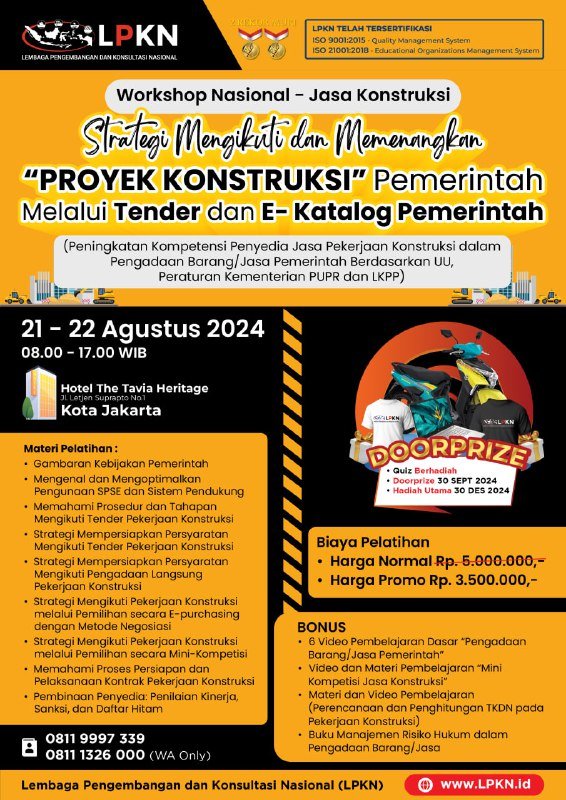 LPKN
LEMBAGA PENGEMBANGAN DAN KONSULTASI NASIONAL
2 REKOR MURI
LPKN TELAH TERSERTIFIKASI
ISO 9001:2015 - Quality Management System
ISO 21001:2018 - Educational Organizations Management System
Workshop Nasional - Jasa Konstruksi
Strategi Mengikuti dan Memenangkan
“PROYEK KONSTRUKSI” Pemerintah
Melalui Tender dan E- Katalog Pemerintah
(Peningkatan Kompetensi Penyedia Jasa Pekerjaan Konstruksi dalam
Pengadaan Barang/Jasa Pemerintah Berdasarkan UU,
Peraturan Kementerian PUPR dan LKPP)
21 - 22 Agustus 2024
08.00 - 17.00 WIB
Hotel The Tavia Heritage
Jl. Letjen Suprapto No.1
Kota Jakarta
Materi Pelatihan :
• Gambaran Kebijakan Pemerintah
• Mengenal dan Mengoptimalkan
Pengunaan SPSE dan Sistem Pendukung
• Memahami Prosedur dan Tahapan
Mengikuti Tender Pekerjaan Konstruksi
• Strategi Mempersiapkan Persyaratan
Mengikuti Tender Pekerjaan Konstruksi
• Strategi Mempersiapkan Persyaratan
Mengikuti Pengadaan Langsung
Pekerjaan Konstruksi
• Strategi Mengikuti Pekerjaan Konstruksi
melalui Pemilihan secara E-purchasing
dengan Metode Negosiasi
• Strategi Mengikuti Pekerjaan Konstruksi
melalui Pemilihan secara Mini-Kompetisi
• Memahami Proses Persiapan dan
Pelaksanaan Kontrak Pekerjaan Konstruksi
• Pembinaan Penyedia: Penilaian Kinerja,
Sanksi, dan Daftar Hitam
0811 9997 339
0811 1326 000 (WA Only)
LPKN
LPKN
DOORPRIZE
• Quiz Berhadiah
• Doorprize 30 SEPT 2024
• Hadiah Utama 30 DES 2024
Biaya Pelatihan
• Harga Normal Rp. 5.000.000,-
• Harga Promo Rp. 3.500.000,-
BONUS
• 6 Video Pembelajaran Dasar “Pengadaan
Barang/Jasa Pemerintah”
• Video dan Materi Pembelajaran “Mini
Kompetisi Jasa Konstruksi”
• Materi dan Video Pembelajaran
(Perencanaan dan Penghitungan TKDN pada
Pekerjaan Konstruksi)
• Buku Manajemen Risiko Hukum dalam
Pengadaan Barang/Jasa
Lembaga Pengembangan dan Konsultasi Nasional (LPKN)
www.LPKN.id